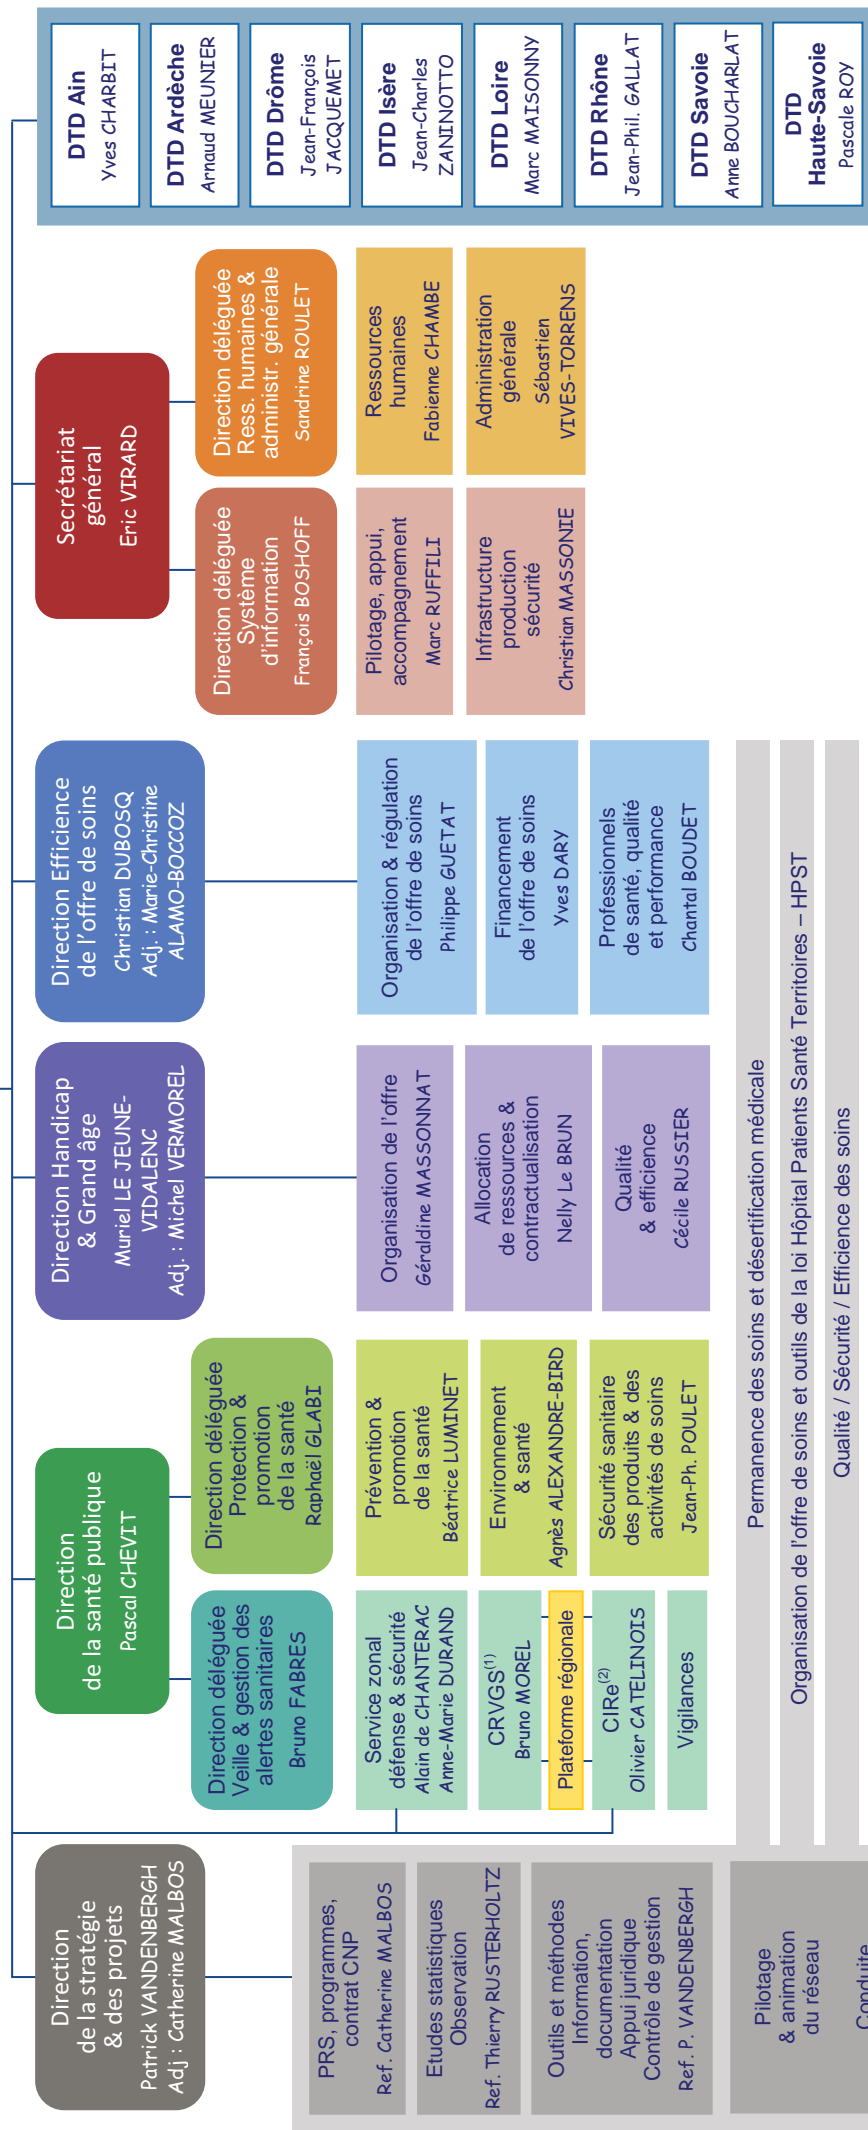 Direction
de la stratégie
& des projets
Patrick VANDENBERGH
Adj : Catherine MALBOS
PRS, programmes,
contrat CNP
Ref. Catherine MALBOS
Etudes statistiques
Observation
Ref. Thierry RUSTERHOLTZ
Outils et méthodes
Information,
documentation
Appui juridique
Contrôle de gestion
Ref. P. VANDENBERGH
Pilotage
& animation
du réseau
Conduite
Direction
de la santé publique
Pascal CHEVIT
Direction déléguée
Veille & gestion des
alertes sanitaires
Bruno FABRES
Service zonal
défense & sécurité
Alain de CHANTERAC
Anne-Marie DURAND
CRVGS(1)
Bruno MOREL
Plateforme régionale
CIRe(2)
Olivier CATELINOIS
Vigilances
Direction déléguée
Protection &
promotion
de la santé
Raphaël GLABI
Prévention &
promotion
de la santé
Béatrice LUMINET
Environnement
& santé
Agnès ALEXANDRE-BIRD
Sécurité sanitaire
des produits & des
activités de soins
Jean-Ph. POULET
Direction Handicap
& Grand âge
Muriel LE JEUNE-
VIDALENC
Adj. : Michel VERMOREL
Organisation de l'offre
Géraldine MASSONNAT
Allocation
de ressources &
contractualisation
Nelly Le BRUN
Qualité
& efficience
Cécile RUSSIER
Direction Efficience
de l'offre de soins
Christian DUBOSQ
Adj. : Marie-Christine
ALAMO-BOCCOZ
Organisation & régulation
de l'offre de soins
Philippe GUETAT
Financement
de l'offre de soins
Yves DARY
Professionnels
de santé, qualité
et performance
Chantal BOUDET
Permanence des soins et désertification médicale
Organisation de l'offre de soins et outils de la loi Hôpital Patients Santé Territoires – HPST
Qualité / Sécurité / Efficience des soins
Secrétariat
général
Eric VIRARD
Direction déléguée
Système
d'information
François BOSHOFF
Pilotage, appui,
accompagnement
Marc RUFFILI
Infrastructure
production
sécurité
Christian MASSONIE
Direction déléguée
Ress. humaines &
administr. générale
Sandrine ROULET
Ressources
humaines
Fabienne CHAMBE
Administration
générale
Sébastien
VIVES-TORRENS
DTD Ain
Yves CHARBIT
DTD Ardèche
Arnaud MEUNIER
DTD Drôme
Jean-François
JACQUEMET
DTD Isère
Jean-Charles
ZANINOTTO
DTD Loire
Marc MAISONNY
DTD Rhône
Jean-Phil. GALLAT
DTD Savoie
Anne BOUCHARLAT
DTD
Haute-Savoie
Pascale ROY